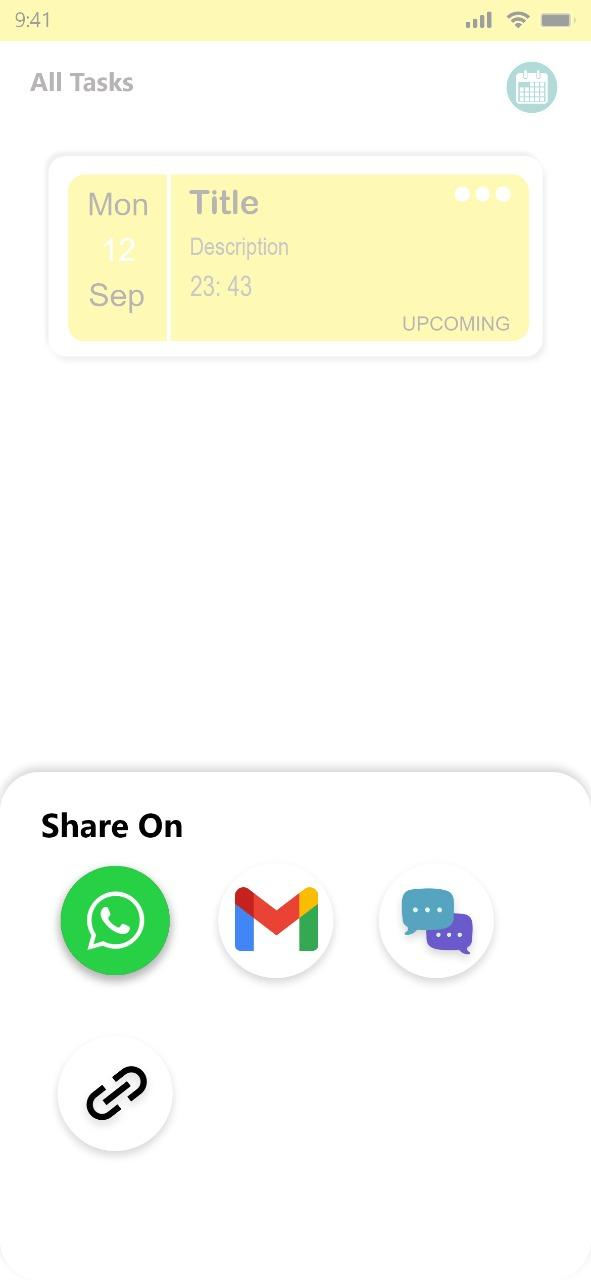 9:41
All Tasks
Mon
12
Sep
Title
Description
23: 43
UPCOMING
Share On